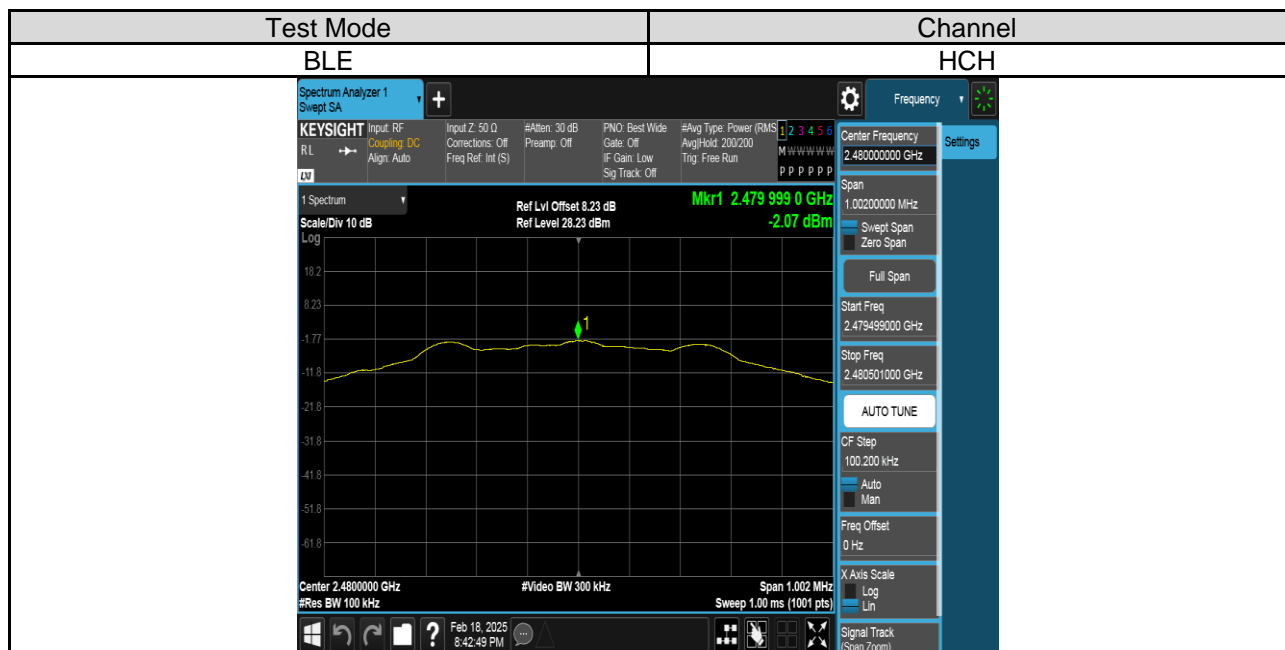 Test Mode Channel
BLE HCH
Spectrum Analyzer 1
Swept SA
+
Frequency
KEYSIGHT
RL
LXI
Input: RF
Coupling: DC
Align: Auto
Input Z: 50 Ω
Corrections: Off
Freq Ref: Int (S)
#Atten: 30 dB
Preamp: Off
PNO: Best Wide
Gate: Off
IF Gain: Low
Sig Track: Off
#Avg Type: Power (RMS
Avg|Hold: 200/200
Trig: Free Run
1 2 3 4 5 6
M W W W W W
P P P P P P
1 Spectrum
Scale/Div 10 dB
Log
Ref Lvl Offset 8.23 dB
Ref Level 28.23 dBm
Mkr1 2.479 999 0 GHz
-2.07 dBm
18.2
8.23
-1.77
-11.8
-21.8
-31.8
-41.8
-51.8
-61.8
1
Center 2.4800000 GHz
#Res BW 100 kHz
#Video BW 300 kHz
Span 1.002 MHz
Sweep 1.00 ms (1001 pts)
?
Feb 18, 2025
8:42:49 PM
Center Frequency
2.480000000 GHz
Settings
Span
1.00200000 MHz
Swept Span
Zero Span
Full Span
Start Freq
2.479499000 GHz
Stop Freq
2.480501000 GHz
AUTO TUNE
CF Step
100.200 kHz
Auto
Man
Freq Offset
0 Hz
X Axis Scale
Log
Lin
Signal Track
(Span Zoom)